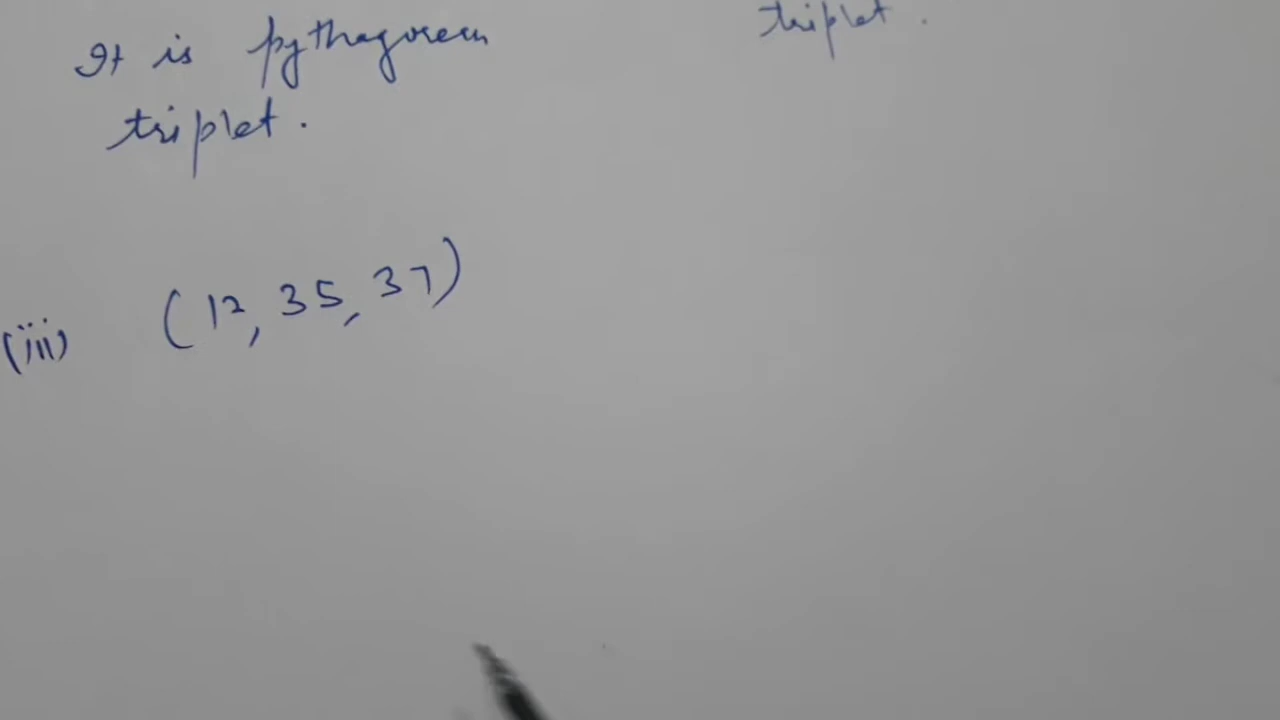 It is pythagorean
triplet.
triplet.
(iii) (12, 35, 37)